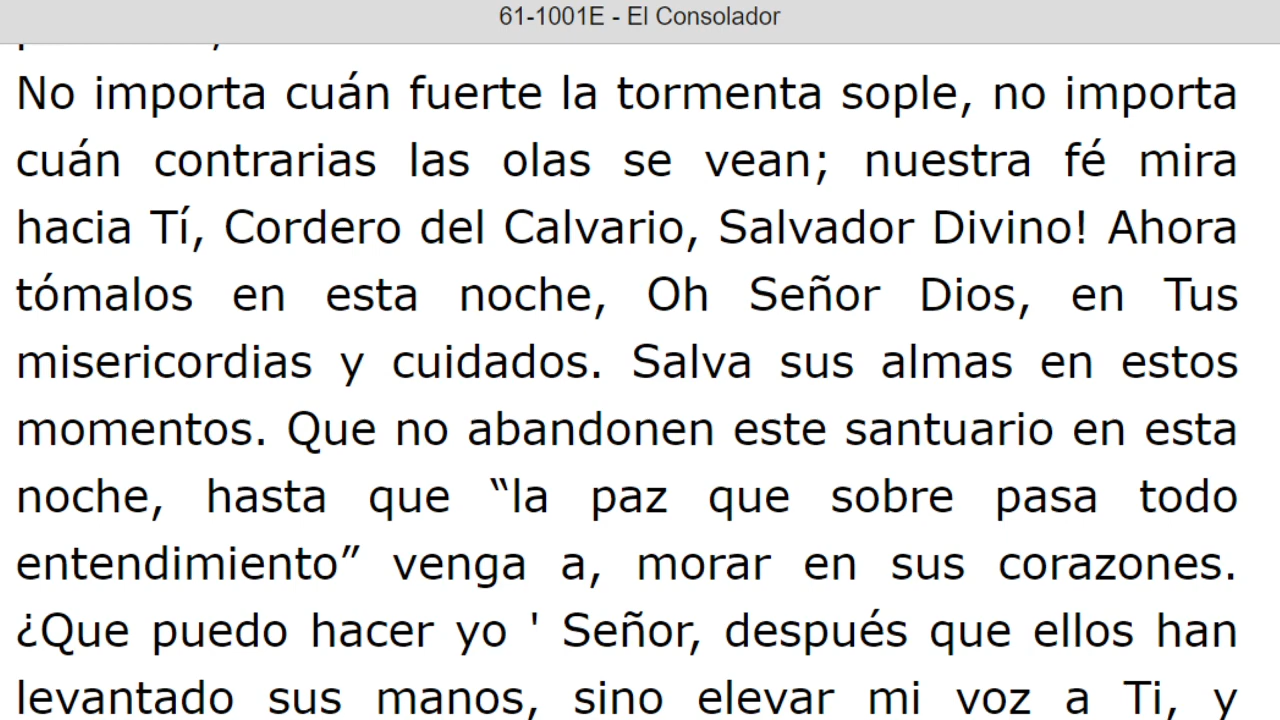 61-1001E - El Consolador
No importa cuán fuerte la tormenta sople, no importa
cuán contrarias las olas se vean; nuestra fé mira
hacia Tí, Cordero del Calvario, Salvador Divino! Ahora
tómalos en esta noche, Oh Señor Dios, en Tus
misericordias y cuidados. Salva sus almas en estos
momentos. Que no abandonen este santuario en esta
noche, hasta que “la paz que sobre pasa todo
entendimiento” venga a, morar en sus corazones.
¿Que puedo hacer yo ' Señor, después que ellos han
levantado sus manos, sino elevar mi voz a Ti, y